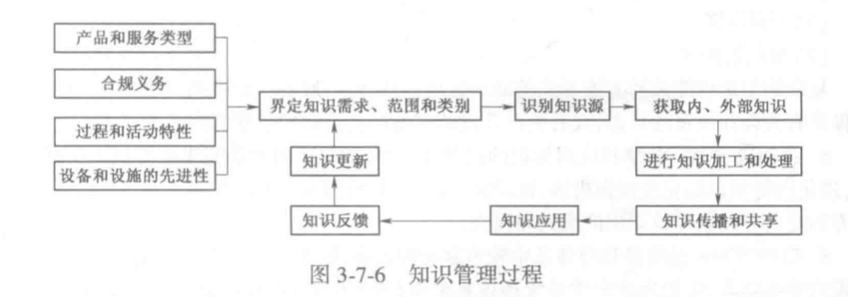 产品和服务类型
合规义务
过程和活动特性
设备和设施的先进性
界定知识需求、范围和类别
识别知识源
获取内、外部知识
进行知识加工和处理
知识传播和共享
知识应用
知识反馈
知识更新
图 3-7-6 知识管理过程